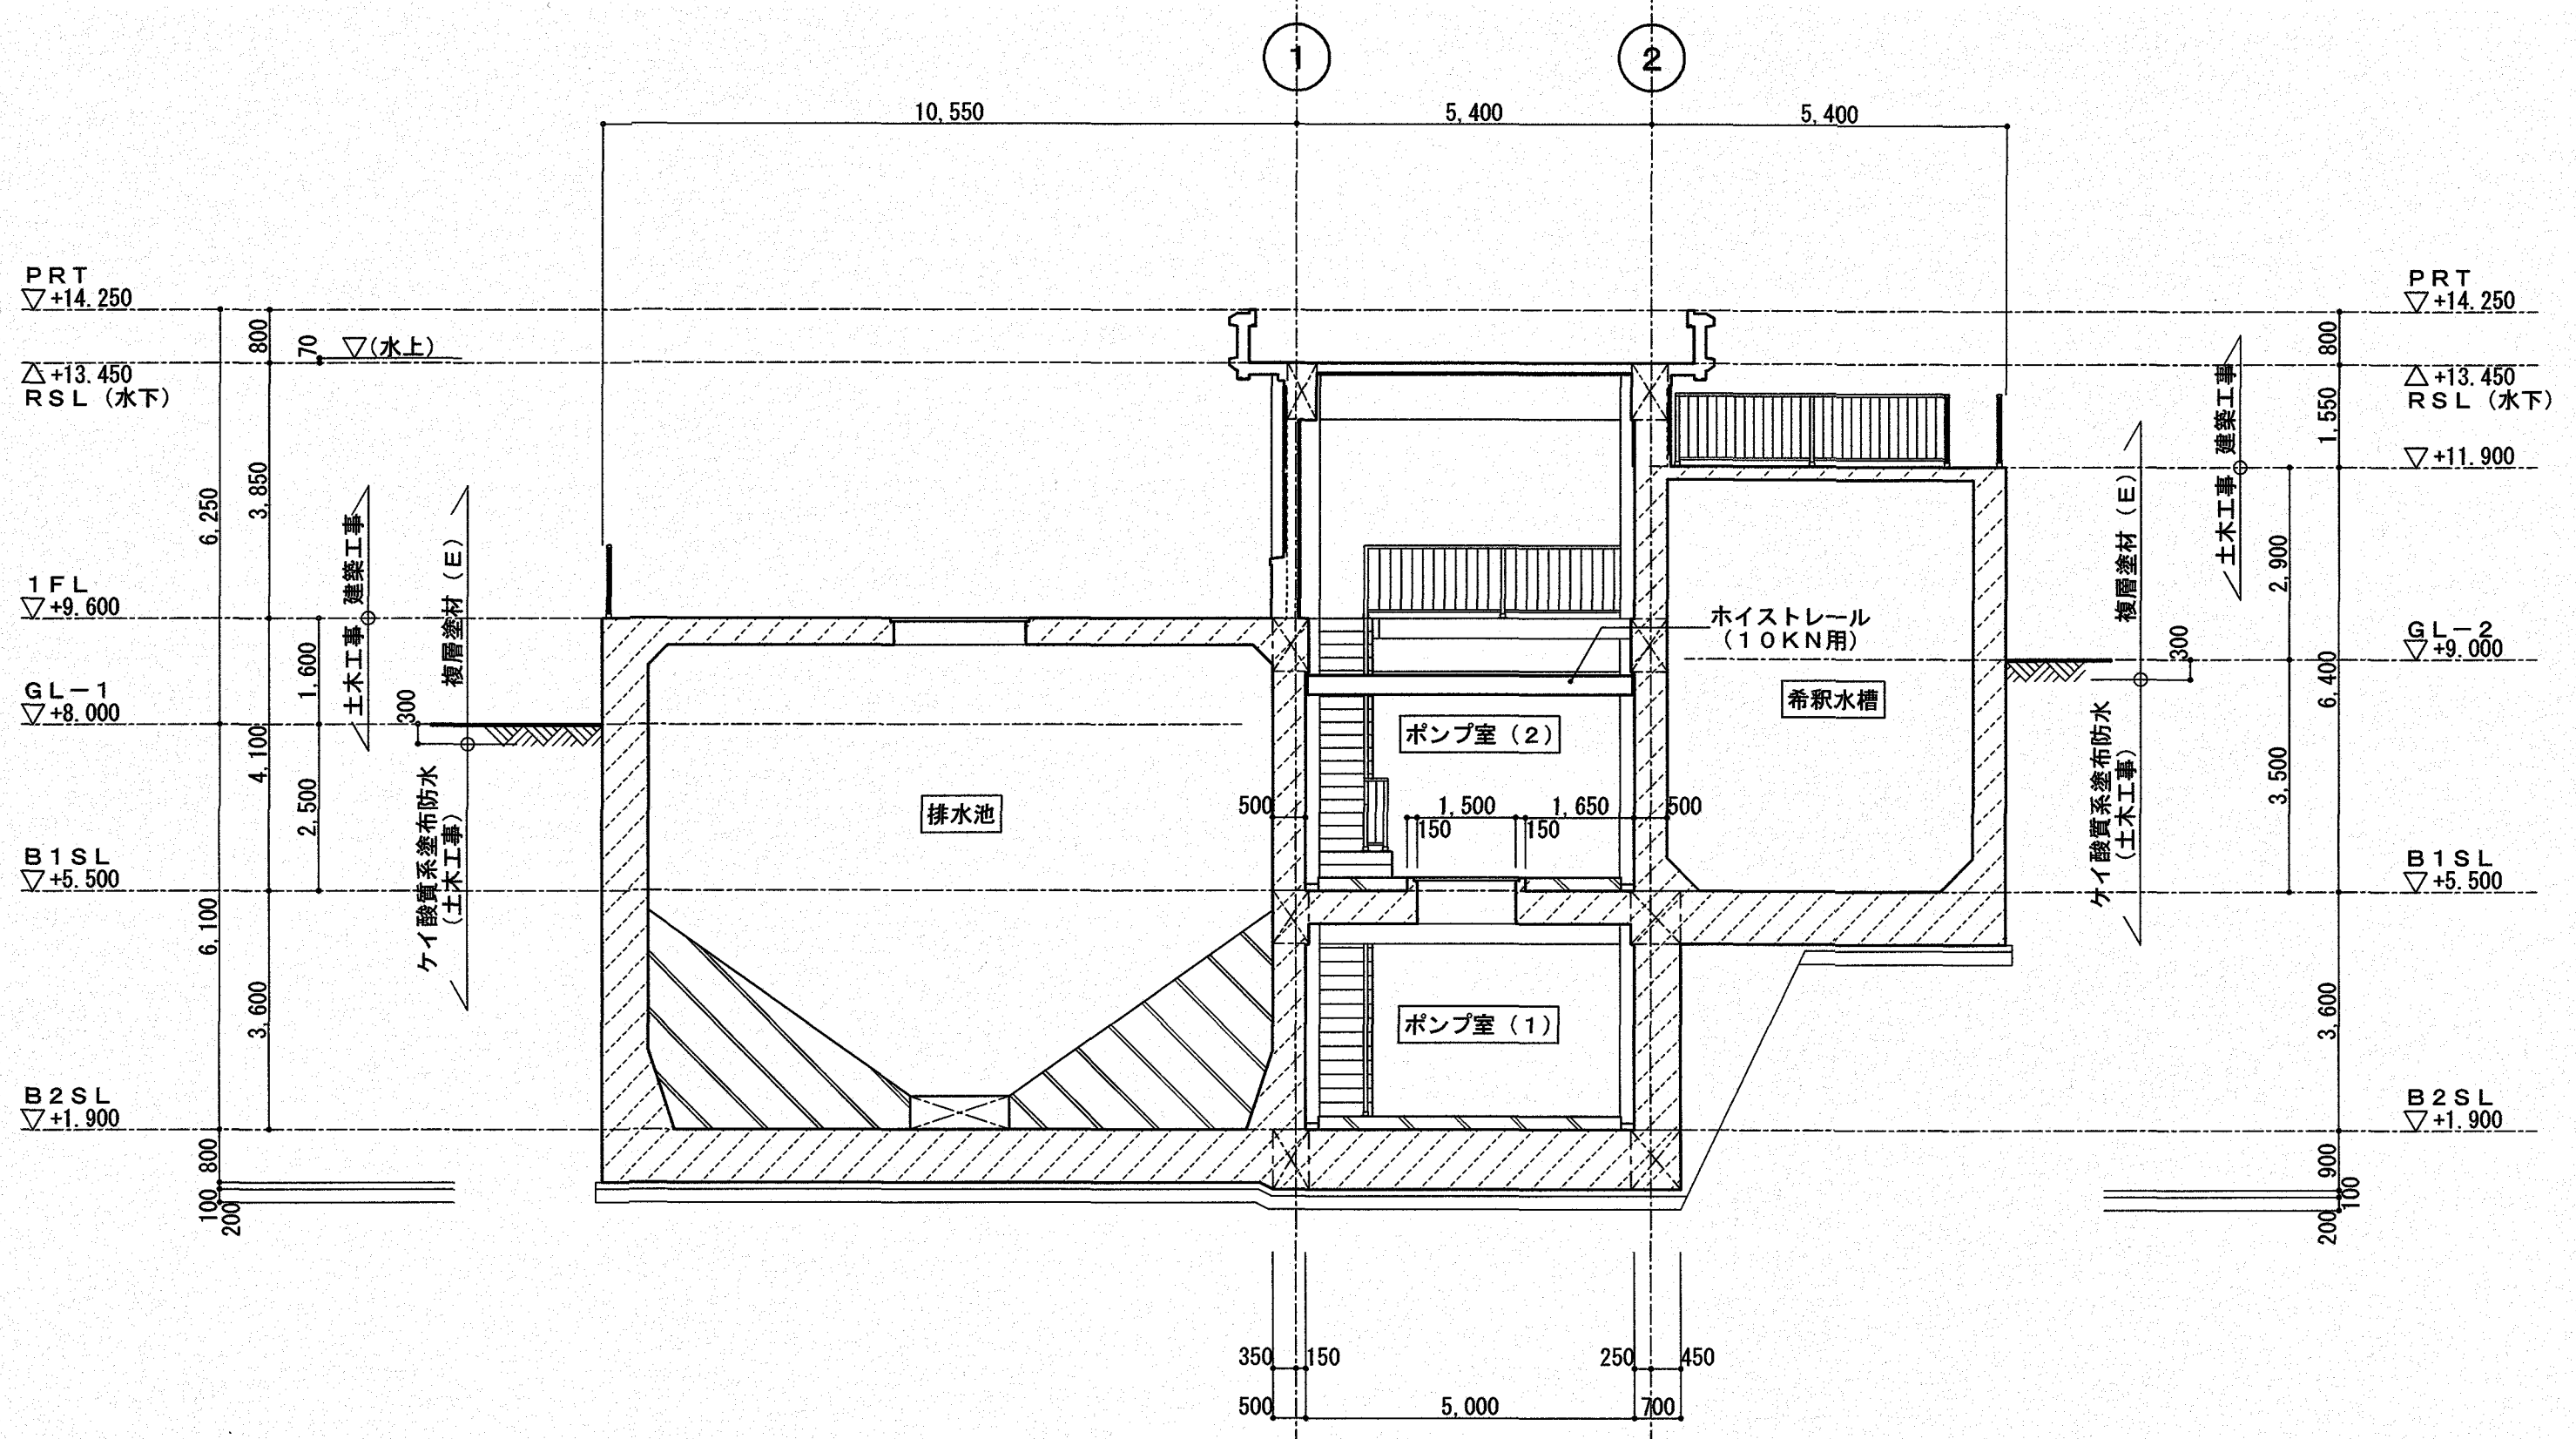 1
2
10,550
5,400
5,400
PRT
▽+14.250
800
70
▽(水上)
△+13.450
RSL(水下)
6,250
3,850
建築工事
土木工事
複層塗材(E)
1FL
▽+9.600
1,600
GL-1
▽+8.000
300
4,100
2,500
ケイ酸質系塗布防水
(土木工事)
B1SL
▽+5.500
6,100
3,600
B2SL
▽+1.900
800
100
200
排水池
ホイストレール
(10KN用)
ポンプ室(2)
希釈水槽
500
1,500
1,650
500
150
150
ポンプ室(1)
350
150
250
450
500
5,000
700
PRT
▽+14.250
800
△+13.450
RSL(水下)
1,550
▽+11.900
建築工事
土木工事
複層塗材(E)
2,900
GL-2
▽+9.000
300
6,400
3,500
ケイ酸質系塗布防水
(土木工事)
B1SL
▽+5.500
3,600
B2SL
▽+1.900
900
100
200